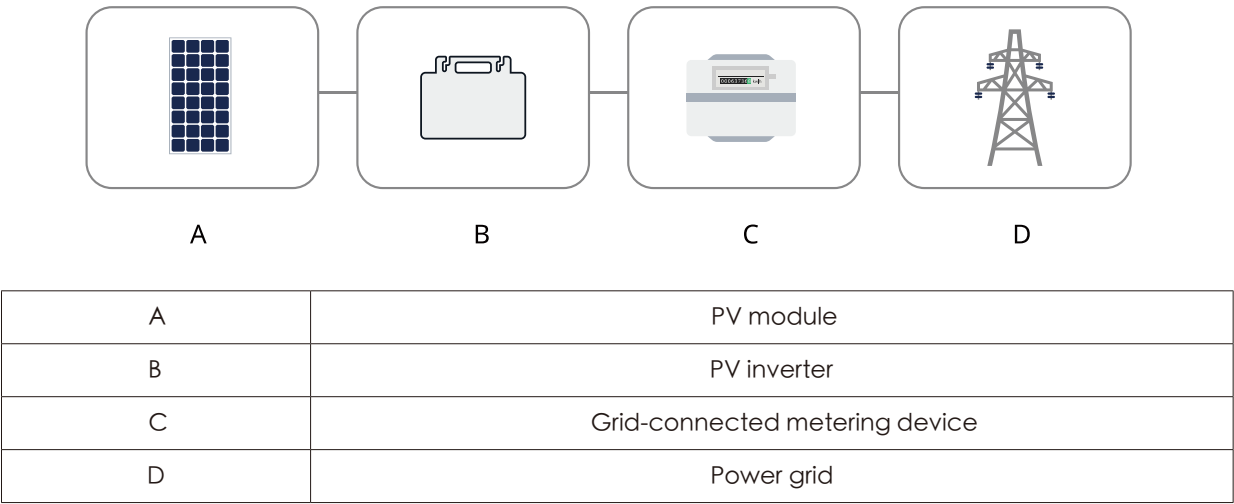 A B C D
A PV module
B PV inverter
C Grid-connected metering device
D Power grid